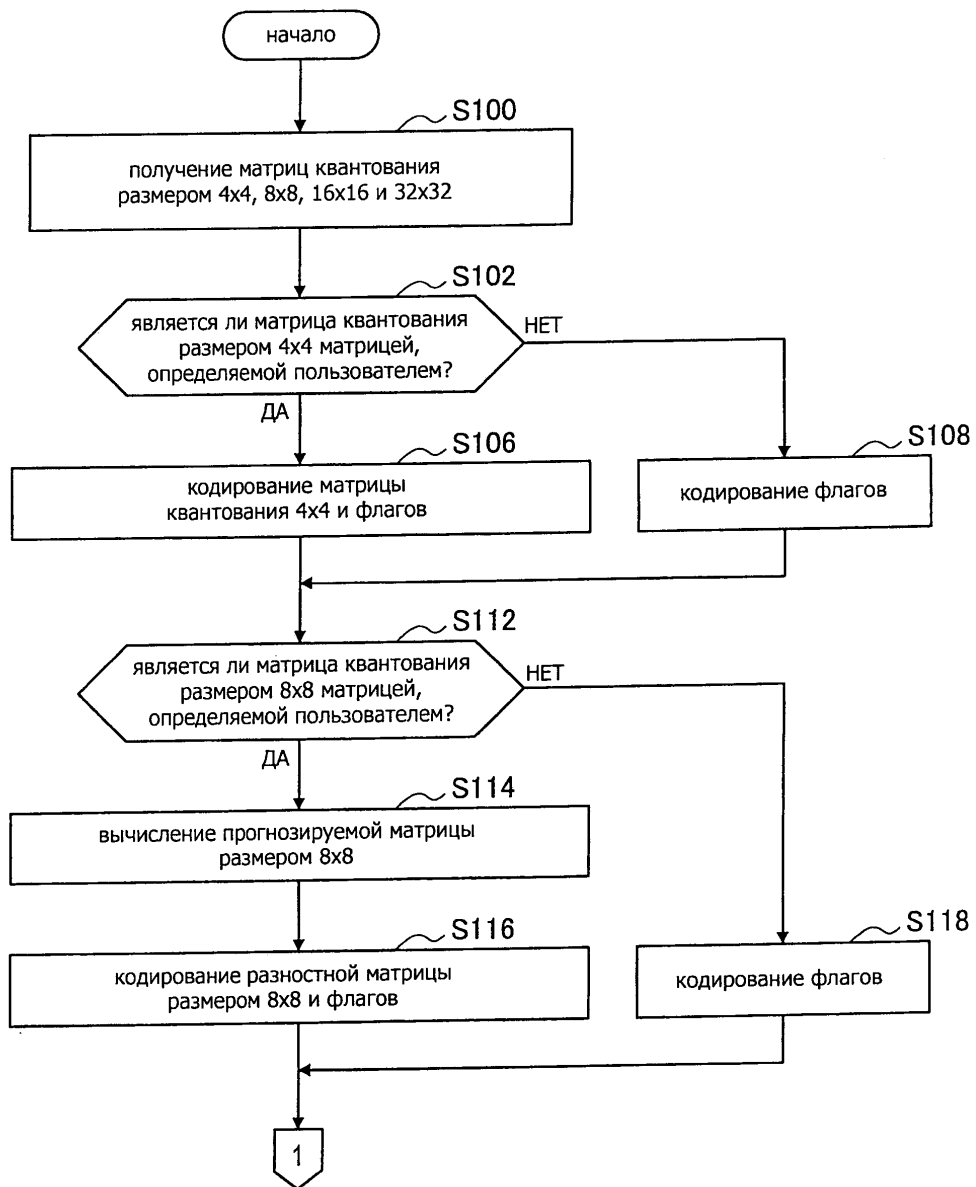 начало
S100
получение матриц квантования
размером 4x4, 8x8, 16x16 и 32x32
S102
является ли матрица квантования
размером 4x4 матрицей,
определяемой пользователем?
НЕТ
ДА
S106
кодирование матрицы
квантования 4x4 и флагов
S108
кодирование флагов
S112
является ли матрица квантования
размером 8x8 матрицей,
определяемой пользователем?
НЕТ
ДА
S114
вычисление прогнозируемой матрицы
размером 8x8
S116
кодирование разностной матрицы
размером 8x8 и флагов
S118
кодирование флагов
1